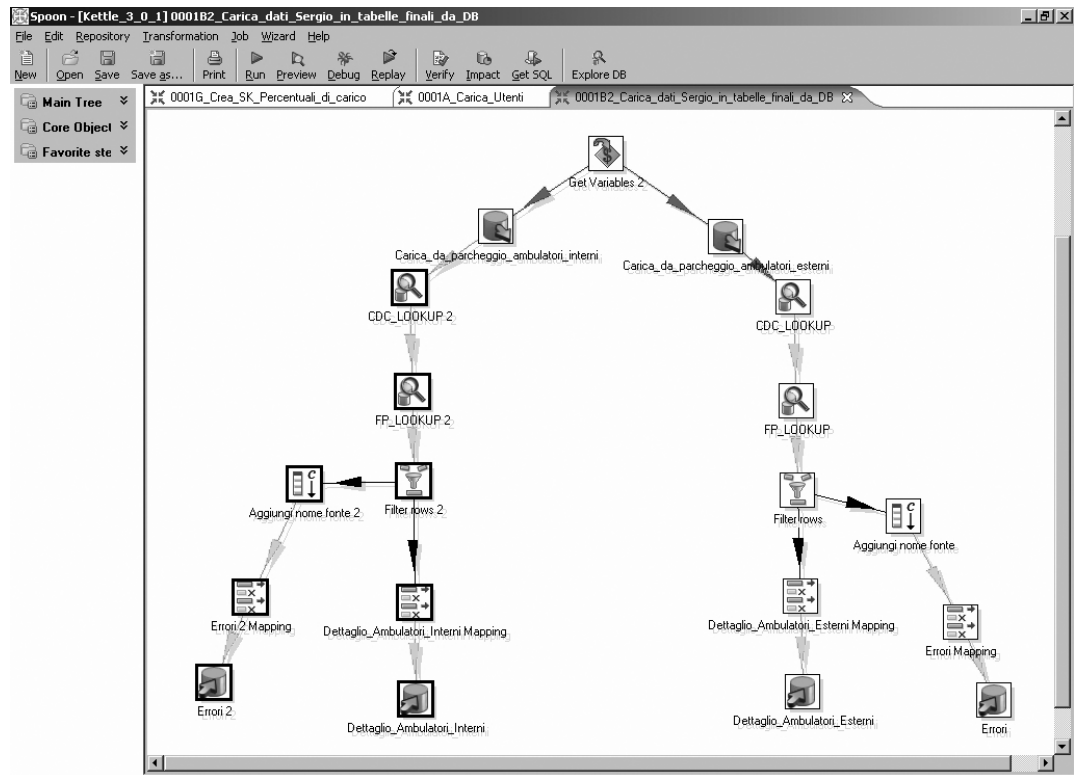 Spoon - [Kettle_3_0_1] 0001B2_Carica_dati_Sergio_in_tabelle_finali_da_DB
File Edit Repository Transformation Job Wizard Help
New Open Save Save as... Print Run Preview Debug Replay Verify Impact Get SQL Explore DB
Main Tree
Core Object
Favorite ste
0001G_Crea_SK_Percentuali_di_carico
0001A_Carica_Utenti
0001B2_Carica_dati_Sergio_in_tabelle_finali_da_DB
Get Variables 2
Carica_da_parcheggio_ambulatori_interni
Carica_da_parcheggio_ambulatori_esterni
CDC_LOOKUP 2
CDC_LOOKUP
FP_LOOKUP 2
FP_LOOKUP
Aggiungi nome fonte 2
Filter rows 2
Filter rows
Aggiungi nome fonte
Errori 2 Mapping
Dettaglio_Ambulatori_Interni Mapping
Dettaglio_Ambulatori_Esterni Mapping
Errori Mapping
Errori 2
Dettaglio_Ambulatori_Interni
Dettaglio_Ambulatori_Esterni
Errori